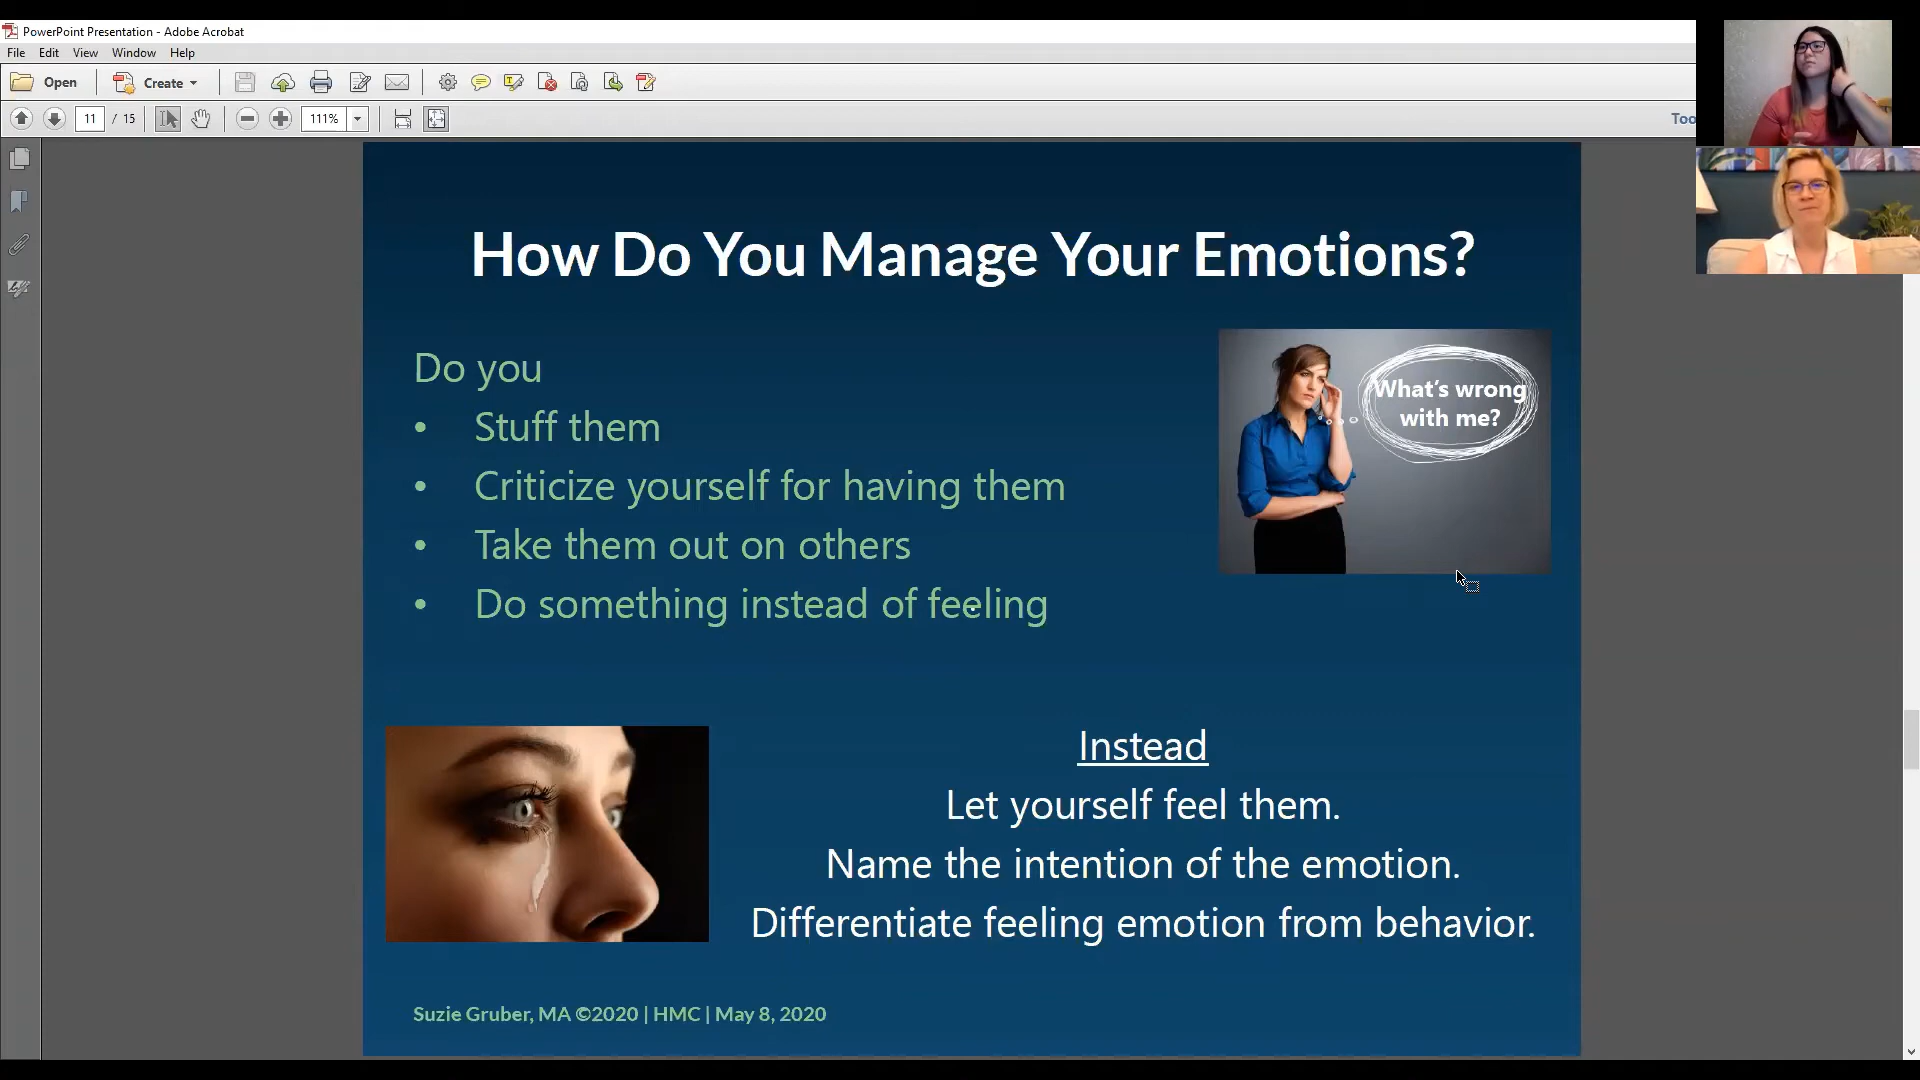 PowerPoint Presentation - Adobe Acrobat
File Edit View Window Help
Open Create
11 / 15 111% Too
How Do You Manage Your Emotions?
Do you
• Stuff them
• Criticize yourself for having them
• Take them out on others
• Do something instead of feeling
What's wrong
with me?
Instead
Let yourself feel them.
Name the intention of the emotion.
Differentiate feeling emotion from behavior.
Suzie Gruber, MA ©2020 | HMC | May 8, 2020